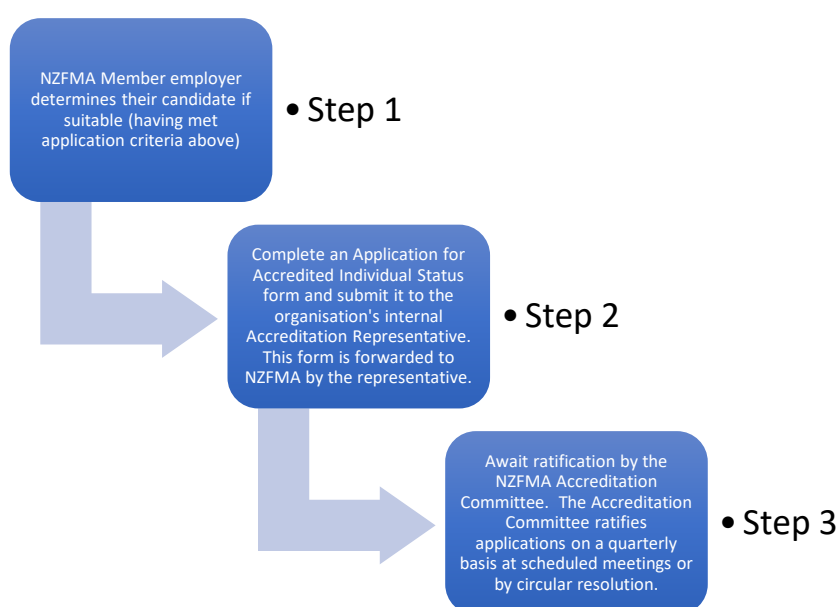 NZFMA Member employer
determines their candidate if
suitable (having met
application criteria above)
• Step 1
Complete an Application for
Accredited Individual Status
form and submit it to the
organisation's internal
Accreditation Representative.
This form is forwarded to
NZFMA by the representative.
• Step 2
Await ratification by the
NZFMA Accreditation
Committee.  The Accreditation
Committee ratifies
applications on a quarterly
basis at scheduled meetings or
by circular resolution.
• Step 3